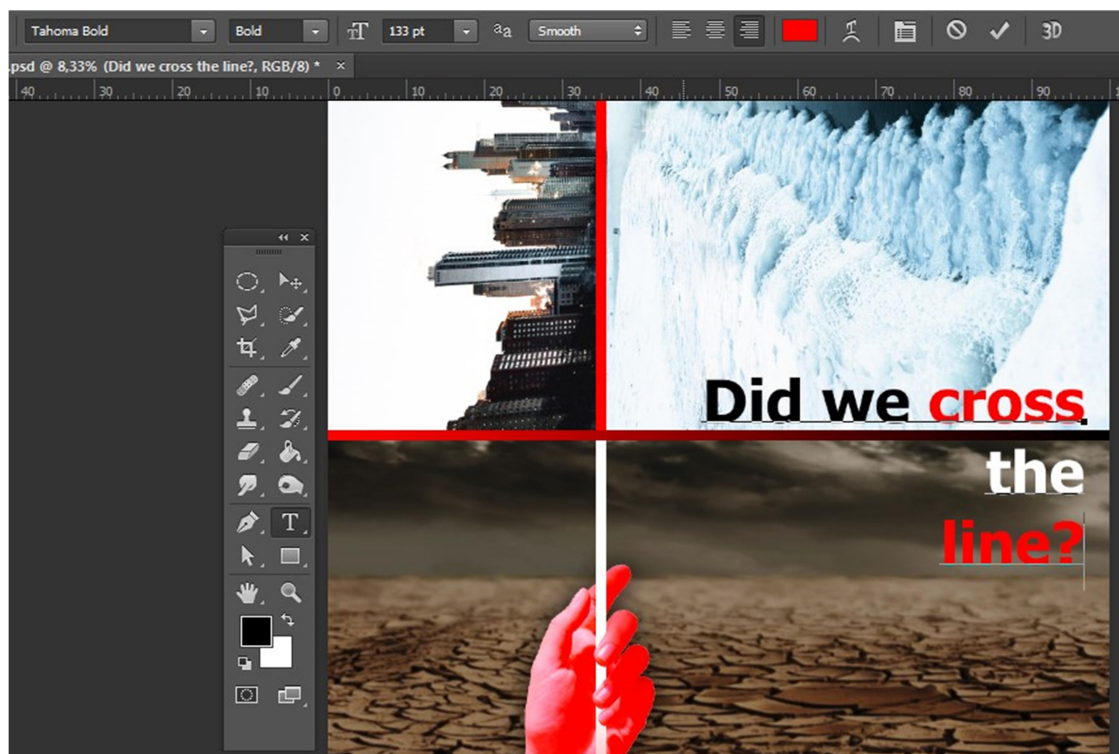 Tahoma Bold Bold 133 pt Smooth 3D
.psd @ 8,33% (Did we cross the line?, RGB/8) * ×
40 30 20 10 0 10 20 30 40 50 60 70 80 90
Did we cross
the
line?